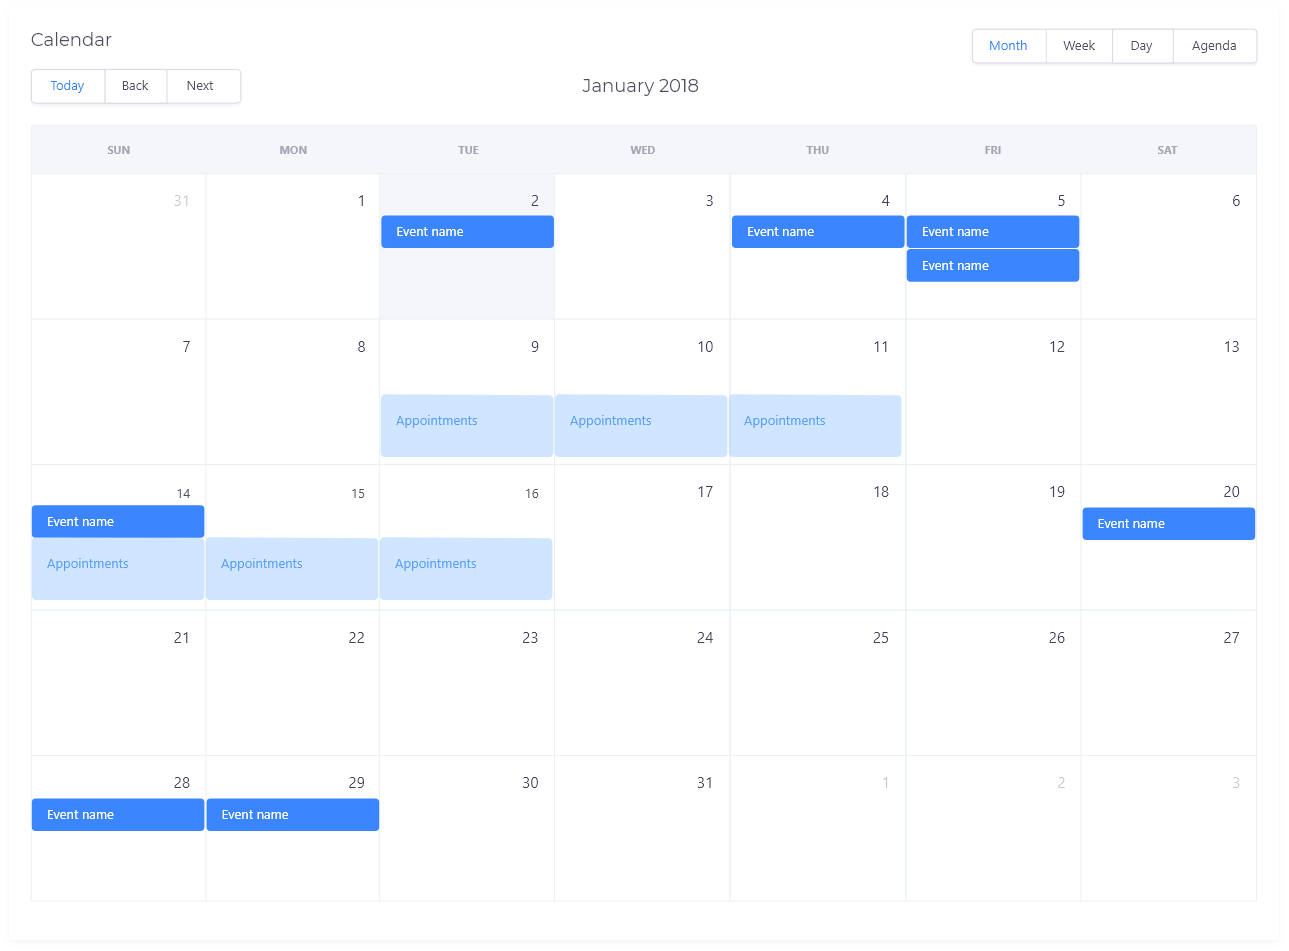 Calendar
Month Week Day Agenda
Today Back Next
January 2018
SUN MON TUE WED THU FRI SAT
31 1 2 3 4 5 6
Event name Event name Event name
Event name
7 8 9 10 11 12 13
Appointments Appointments Appointments
14 15 16 17 18 19 20
Event name Event name
Appointments Appointments Appointments
21 22 23 24 25 26 27
28 29 30 31 1 2 3
Event name Event name